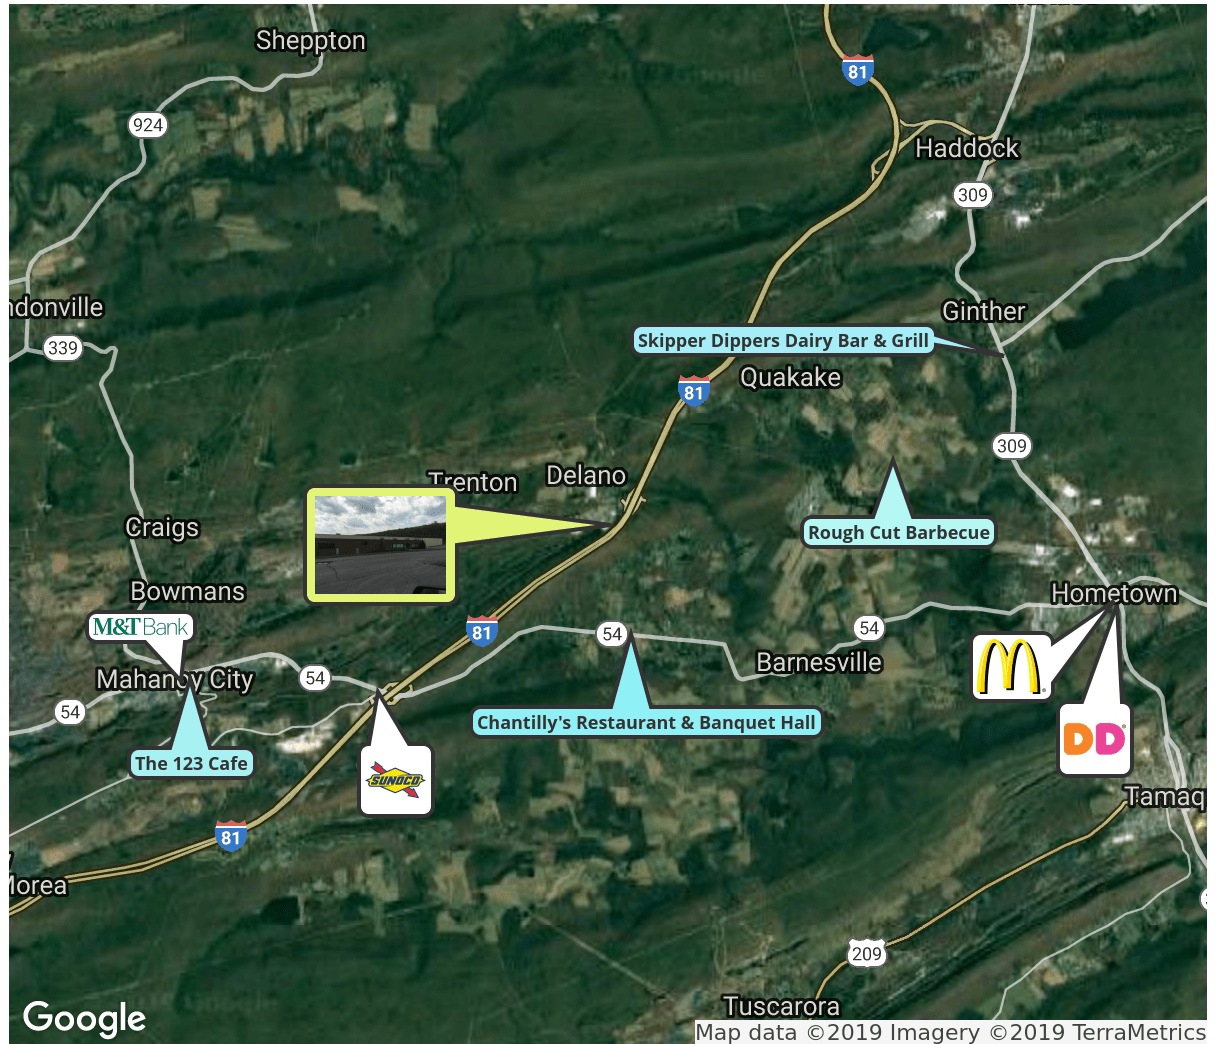 Sheppton
81
924
Haddock
309
ndonville
Ginther
339
Skipper Dippers Dairy Bar & Grill
Quakake
81
309
Trenton
Delano
Craigs
Rough Cut Barbecue
Bowmans
Hometown
M&T Bank
81
54
54
Barnesville
Mahanoy City
54
54
Chantilly's Restaurant & Banquet Hall
The 123 Cafe
DD
SUNOCO
Tamaq
81
Morea
209
Tuscarora
Google
Map data ©2019 Imagery ©2019 TerraMetrics